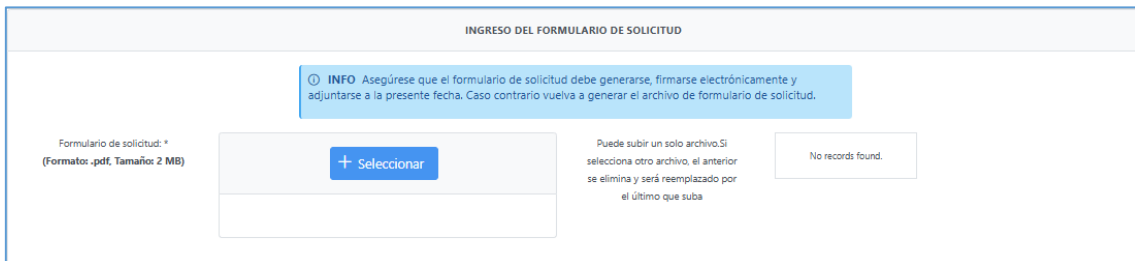 INGRESO DEL FORMULARIO DE SOLICITUD
INFO Asegúrese que el formulario de solicitud debe generarse, firmarse electrónicamente y
adjuntarse a la presente fecha. Caso contrario vuelva a generar el archivo de formulario de solicitud.
Formulario de solicitud: *
(Formato: .pdf, Tamaño: 2 MB)
+ Seleccionar
Puede subir un solo archivo.Si
selecciona otro archivo, el anterior
se elimina y será reemplazado por
el último que suba
No records found.